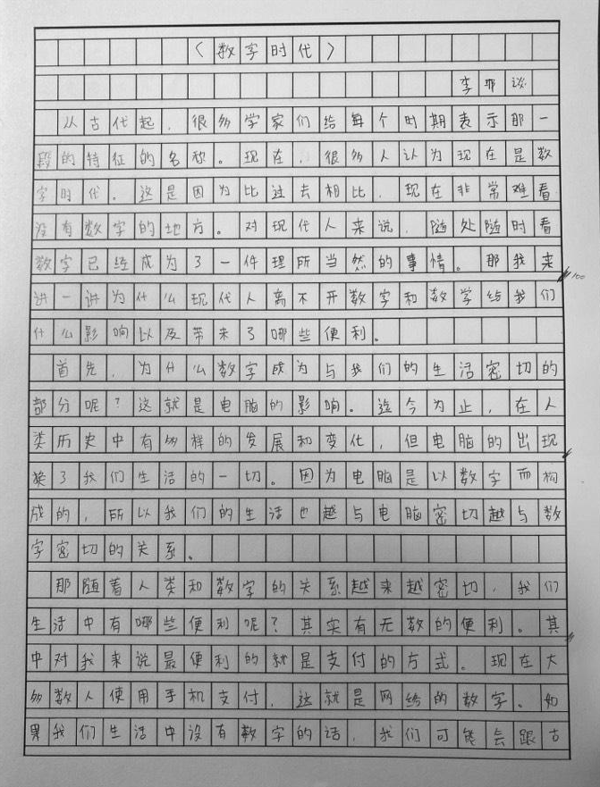 〈数字时代〉
李耶谈
从古代起，很多学家们给每个时期表示那一
段的特征的名称。现在，很多人认为现在是数
字时代。这是因为比过去相比，现在非常难看
没有数字的地方。对现代人来说，随处随时看
数字已经成为了一件理所当然的事情。那我来
100
讲一讲为什么现代人离不开数字和数学给我们
什么影响以及带来了哪些便利。
首先，为什么数字成为与我们的生活密切的
部分呢？这就是电脑的影响。迄今为止，在人
类历史中有多样的发展和变化，但电脑的出现
换了我们生活的一切。因为电脑是以数字而构
成的，所以我们的生活也越与电脑密切越与数
字密切的关系。
那随着人类和数字的关系越来越密切，我们
生活中有哪些便利呢？其实有无数的便利。其
中对我来说最便利的就是支付的方式。现在大
多数人使用手机支付，这就是网络的数字。如
果我们生活中没有数字的话，我们可能会跟古